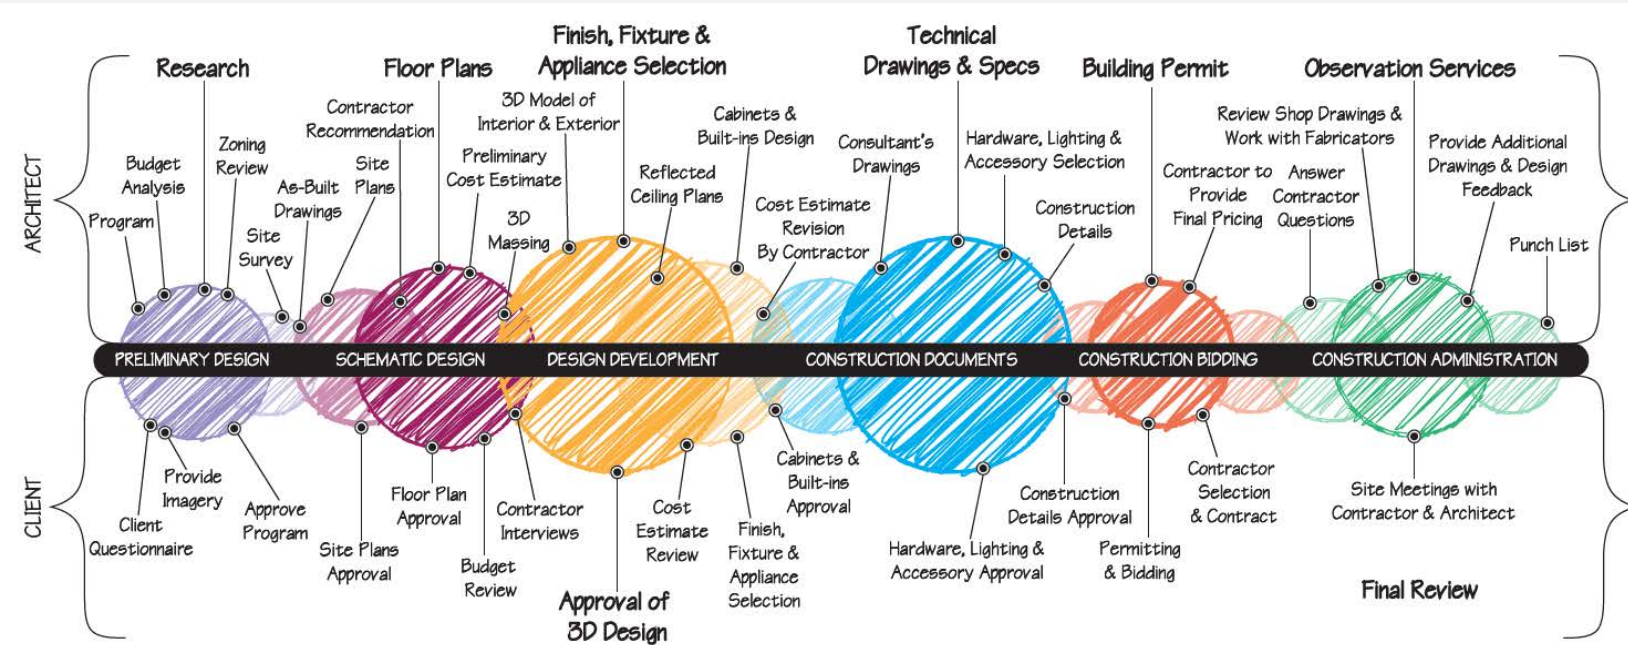 ARCHITECT
Research
Floor Plans
Finish, Fixture &
Appliance Selection
Technical
Drawings & Specs
Building Permit
Observation Services
Program
Budget
Analysis
Zoning
Review
Site
Survey
As-Built
Drawings
Site
Plans
Contractor
Recommendation
Preliminary
Cost Estimate
3D
Massing
3D Model of
Interior & Exterior
Reflected
Ceiling Plans
Cabinets &
Built-ins Design
Cost Estimate
Revision
By Contractor
Consultant's
Drawings
Hardware, Lighting &
Accessory Selection
Construction
Details
Contractor to
Provide
Final Pricing
Answer
Contractor
Questions
Review Shop Drawings &
Work with Fabricators
Provide Additional
Drawings & Design
Feedback
Punch List
PRELIMINARY DESIGN
SCHEMATIC DESIGN
DESIGN DEVELOPMENT
CONSTRUCTION DOCUMENTS
CONSTRUCTION BIDDING
CONSTRUCTION ADMINISTRATION
CLIENT
Client
Questionnaire
Provide
Imagery
Approve
Program
Site Plans
Approval
Floor Plan
Approval
Budget
Review
Contractor
Interviews
Approval of
3D Design
Cost
Estimate
Review
Finish,
Fixture &
Appliance
Selection
Cabinets &
Built-ins
Approval
Hardware, Lighting &
Accessory Approval
Construction
Details Approval
Permitting
& Bidding
Contractor
Selection
& Contract
Site Meetings with
Contractor & Architect
Final Review